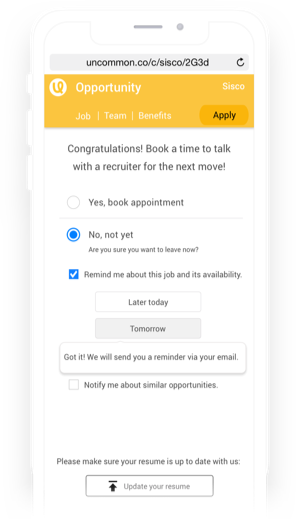 uncommon.co/c/sisco/2G3d
Opportunity
Sisco
Job | Team | Benefits
Apply
Congratulations! Book a time to talk
with a recruiter for the next move!
Yes, book appointment
No, not yet
Are you sure you want to leave now?
Remind me about this job and its availability.
Later today
Tomorrow
Got it! We will send you a reminder via your email.
Notify me about similar opportunities.
Please make sure your resume is up to date with us:
Update your resume